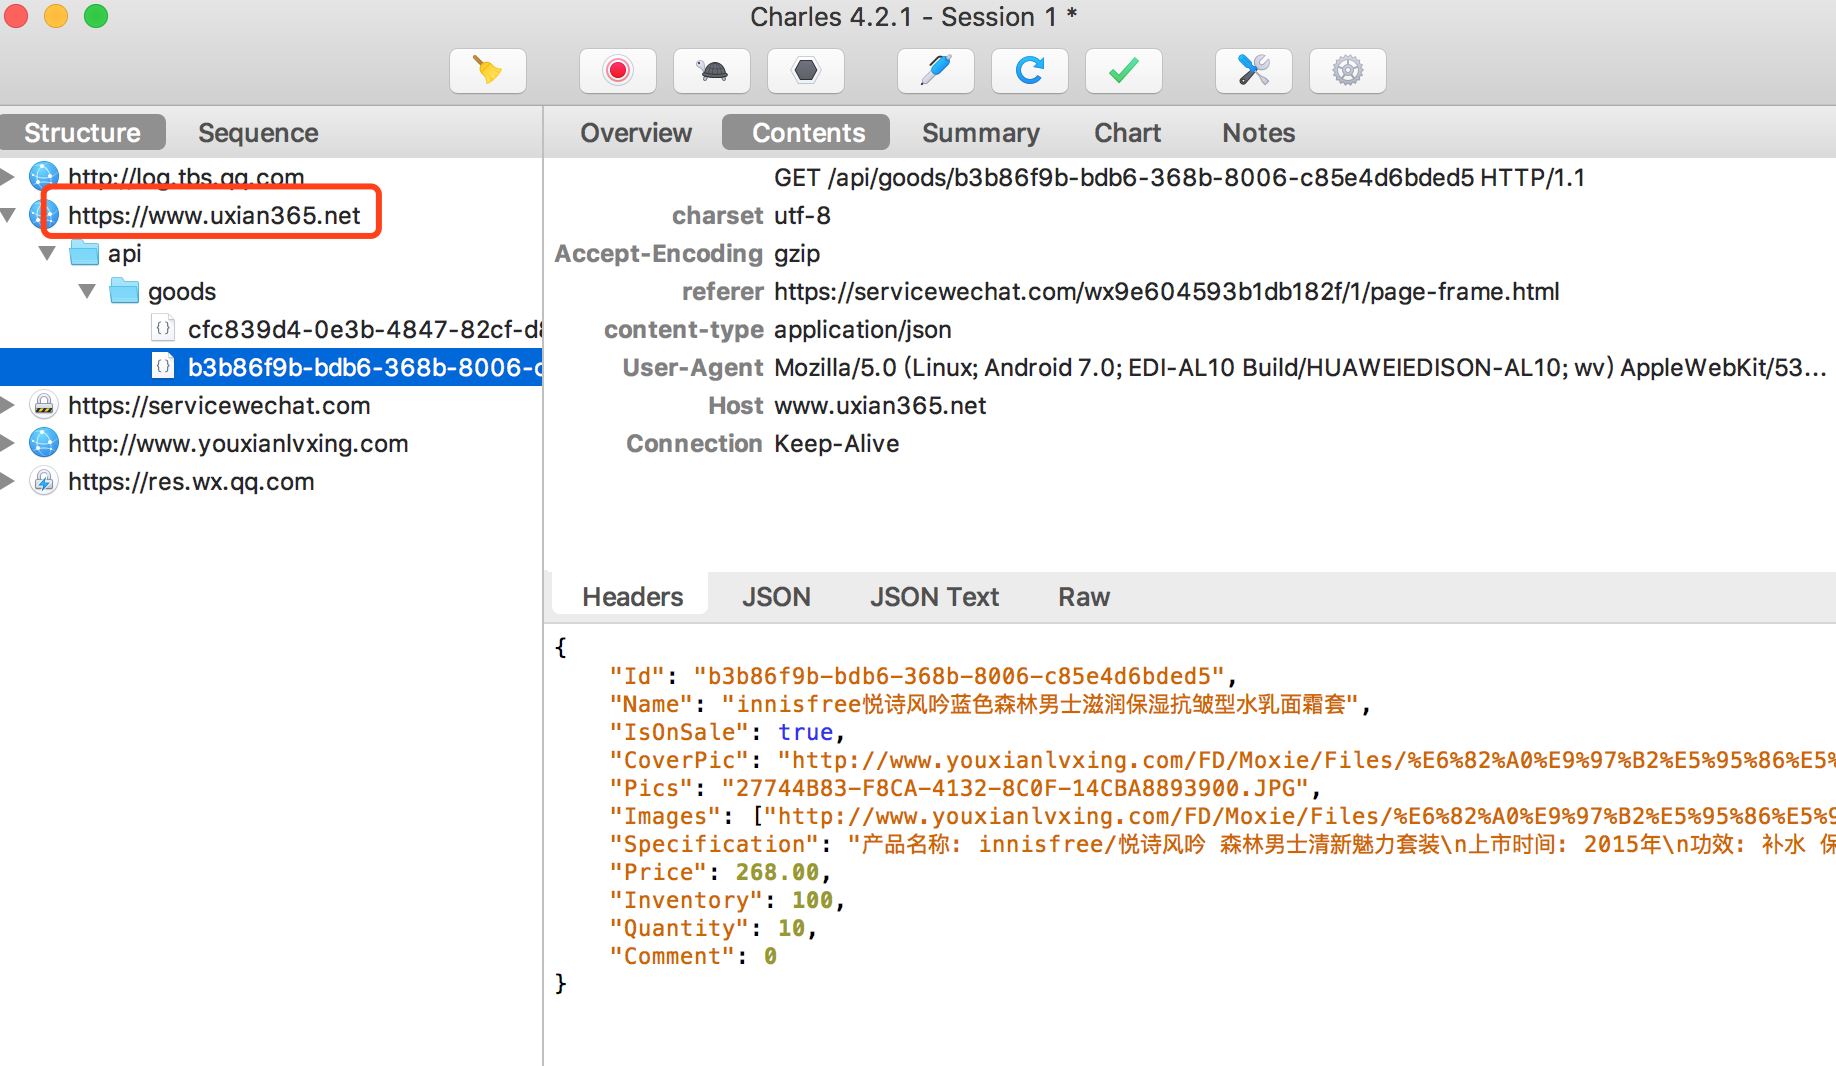 Charles 4.2.1 - Session 1 *
Structure
Sequence
Overview
Contents
Summary
Chart
Notes
http://log.tbs.qq.com
https://www.uxian365.net
api
goods
cfc839d4-0e3b-4847-82cf-d8
b3b86f9b-bdb6-368b-8006-c
https://servicewechat.com
http://www.youxianlvxing.com
https://res.wx.qq.com
GET /api/goods/b3b86f9b-bdb6-368b-8006-c85e4d6bded5 HTTP/1.1
charset utf-8
Accept-Encoding gzip
referer https://servicewechat.com/wx9e604593b1db182f/1/page-frame.html
content-type application/json
User-Agent Mozilla/5.0 (Linux; Android 7.0; EDI-AL10 Build/HUAWEIEDISON-AL10; wv) AppleWebKit/53...
Host www.uxian365.net
Connection Keep-Alive
Headers
JSON
JSON Text
Raw
{
"Id": "b3b86f9b-bdb6-368b-8006-c85e4d6bded5",
"Name": "innisfree悦诗风吟蓝色森林男士滋润保湿抗皱型水乳面霜套",
"IsOnSale": true,
"CoverPic": "http://www.youxianlvxing.com/FD/Moxie/Files/%E6%82%A0%E9%97%B2%E5%95%86%E5%
"Pics": "27744B83-F8CA-4132-8C0F-14CBA8893900.JPG",
"Images": ["http://www.youxianlvxing.com/FD/Moxie/Files/%E6%82%A0%E9%97%B2%E5%95%86%E5%9
"Specification": "产品名称: innisfree/悦诗风吟 森林男士清新魅力套装\n上市时间: 2015年\n功效: 补水 保
"Price": 268.00,
"Inventory": 100,
"Quantity": 10,
"Comment": 0
}